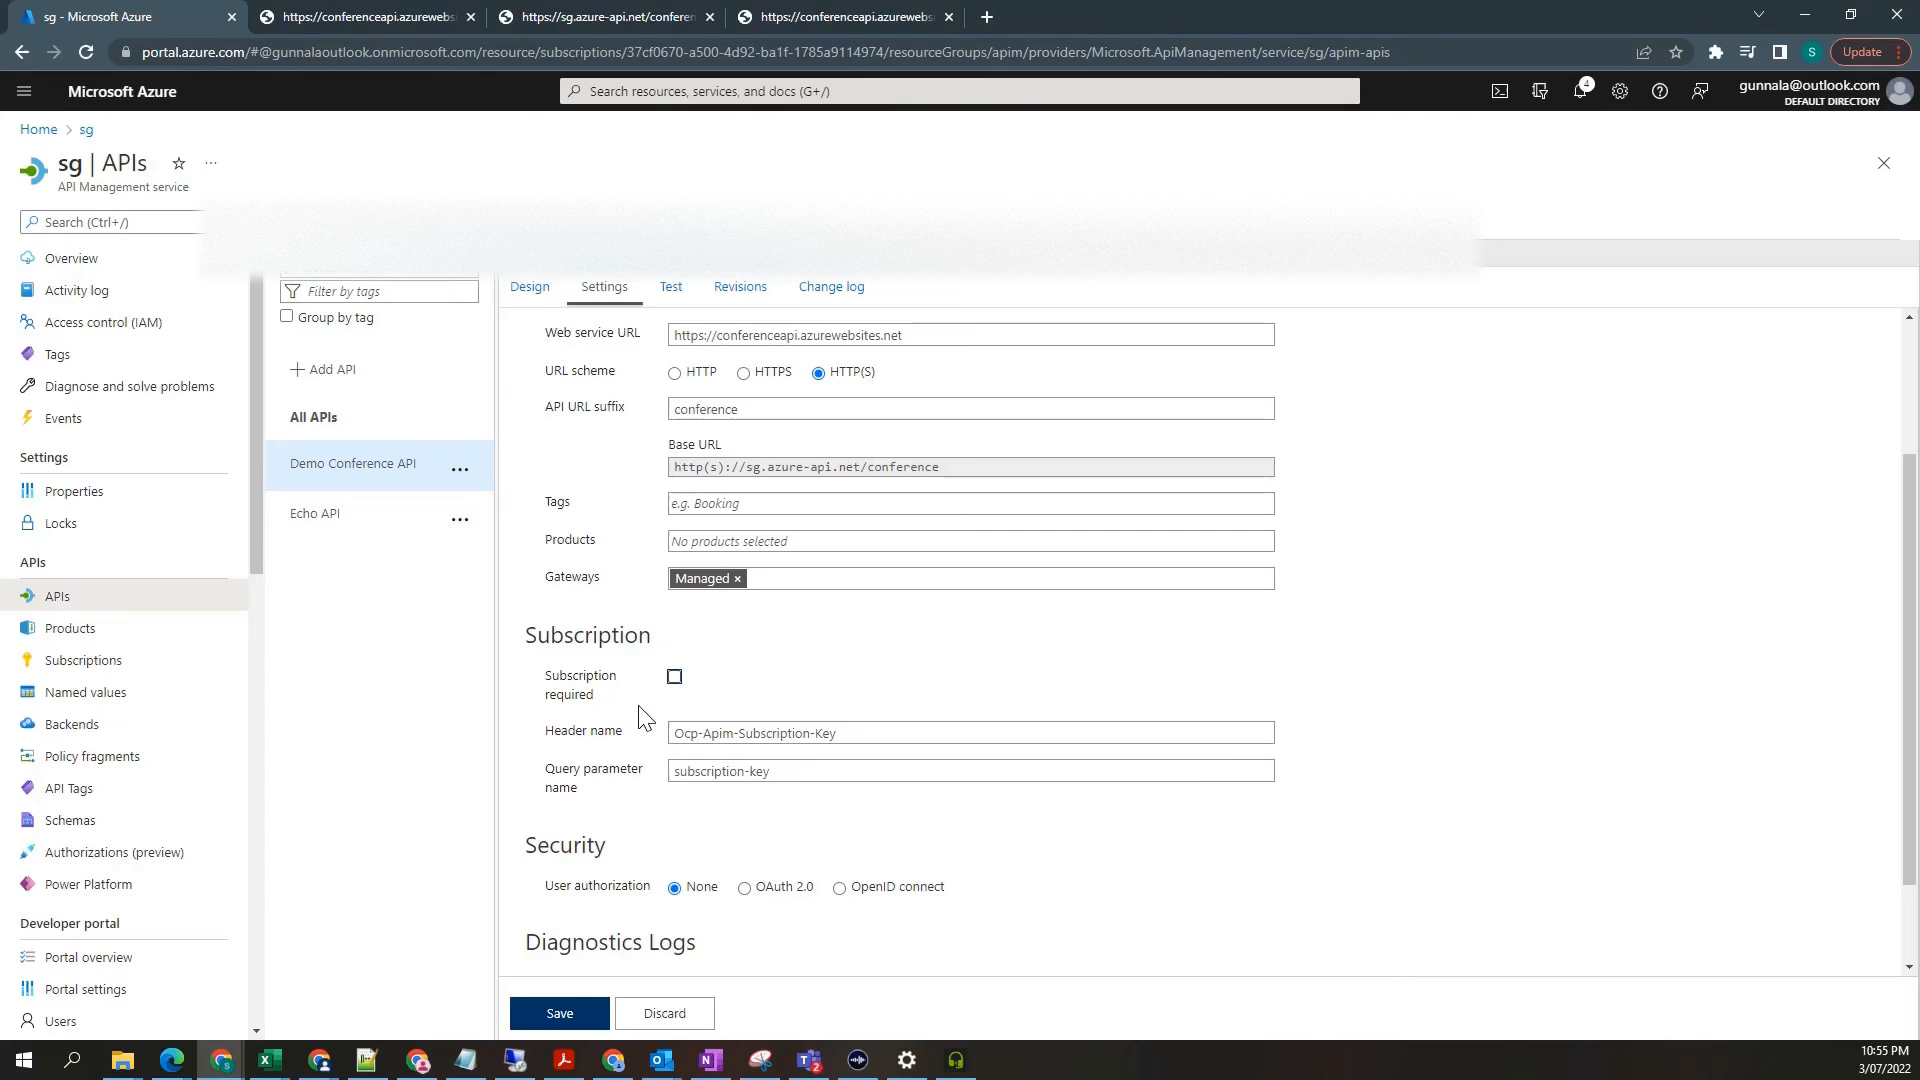 sg - Microsoft Azure
https://conferenceapi.azurewebs
https://sg.azure-api.net/conferen
https://conferenceapi.azurewebs
portal.azure.com/#@gunnalaoutlook.onmicrosoft.com/resource/subscriptions/37cf0670-a500-4d92-ba1f-1785a9114974/resourceGroups/apim/providers/Microsoft.ApiManagement/service/sg/apim-apis
S
Update
Microsoft Azure
Search resources, services, and docs (G+/)
4
gunnala@outlook.com
DEFAULT DIRECTORY
Home > sg
sg | APIs
API Management service
Search (Ctrl+/)
Overview
Activity log
Access control (IAM)
Tags
Diagnose and solve problems
Events
Settings
Properties
Locks
APIs
APIs
Products
Subscriptions
Named values
Backends
Policy fragments
API Tags
Schemas
Authorizations (preview)
Power Platform
Developer portal
Portal overview
Portal settings
Users
Filter by tags
Group by tag
Add API
All APIs
Demo Conference API
Echo API
Design
Settings
Test
Revisions
Change log
Web service URL
https://conferenceapi.azurewebsites.net
URL scheme
HTTP
HTTPS
HTTP(S)
API URL suffix
conference
Base URL
http(s)://sg.azure-api.net/conference
Tags
e.g. Booking
Products
No products selected
Gateways
Managed ×
Subscription
Subscription
required
Header name
Ocp-Apim-Subscription-Key
Query parameter
name
subscription-key
Security
User authorization
None
OAuth 2.0
OpenID connect
Diagnostics Logs
Save
Discard
10:55 PM
3/07/2022